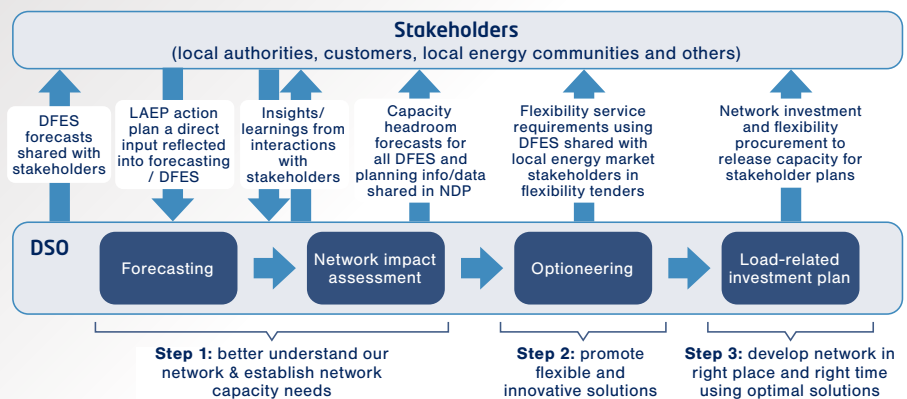 Stakeholders
(local authorities, customers, local energy communities and others)
DFES
forecasts
shared with
stakeholders
LAEP action
plan a direct
input reflected
into forecasting
/ DFES
Insights/
learnings from
interactions
with
stakeholders
Capacity
headroom
forecasts for
all DFES and
planning info/data
shared in NDP
Flexibility service
requirements using
DFES shared with
local energy market
stakeholders in
flexibility tenders
Network investment
and flexibility
procurement to
release capacity for
stakeholder plans
DSO
Forecasting
Network impact
assessment
Optioneering
Load-related
investment plan
Step 1: better understand our
network & establish network
capacity needs
Step 2: promote
flexible and
innovative solutions
Step 3: develop network in
right place and right time
using optimal solutions